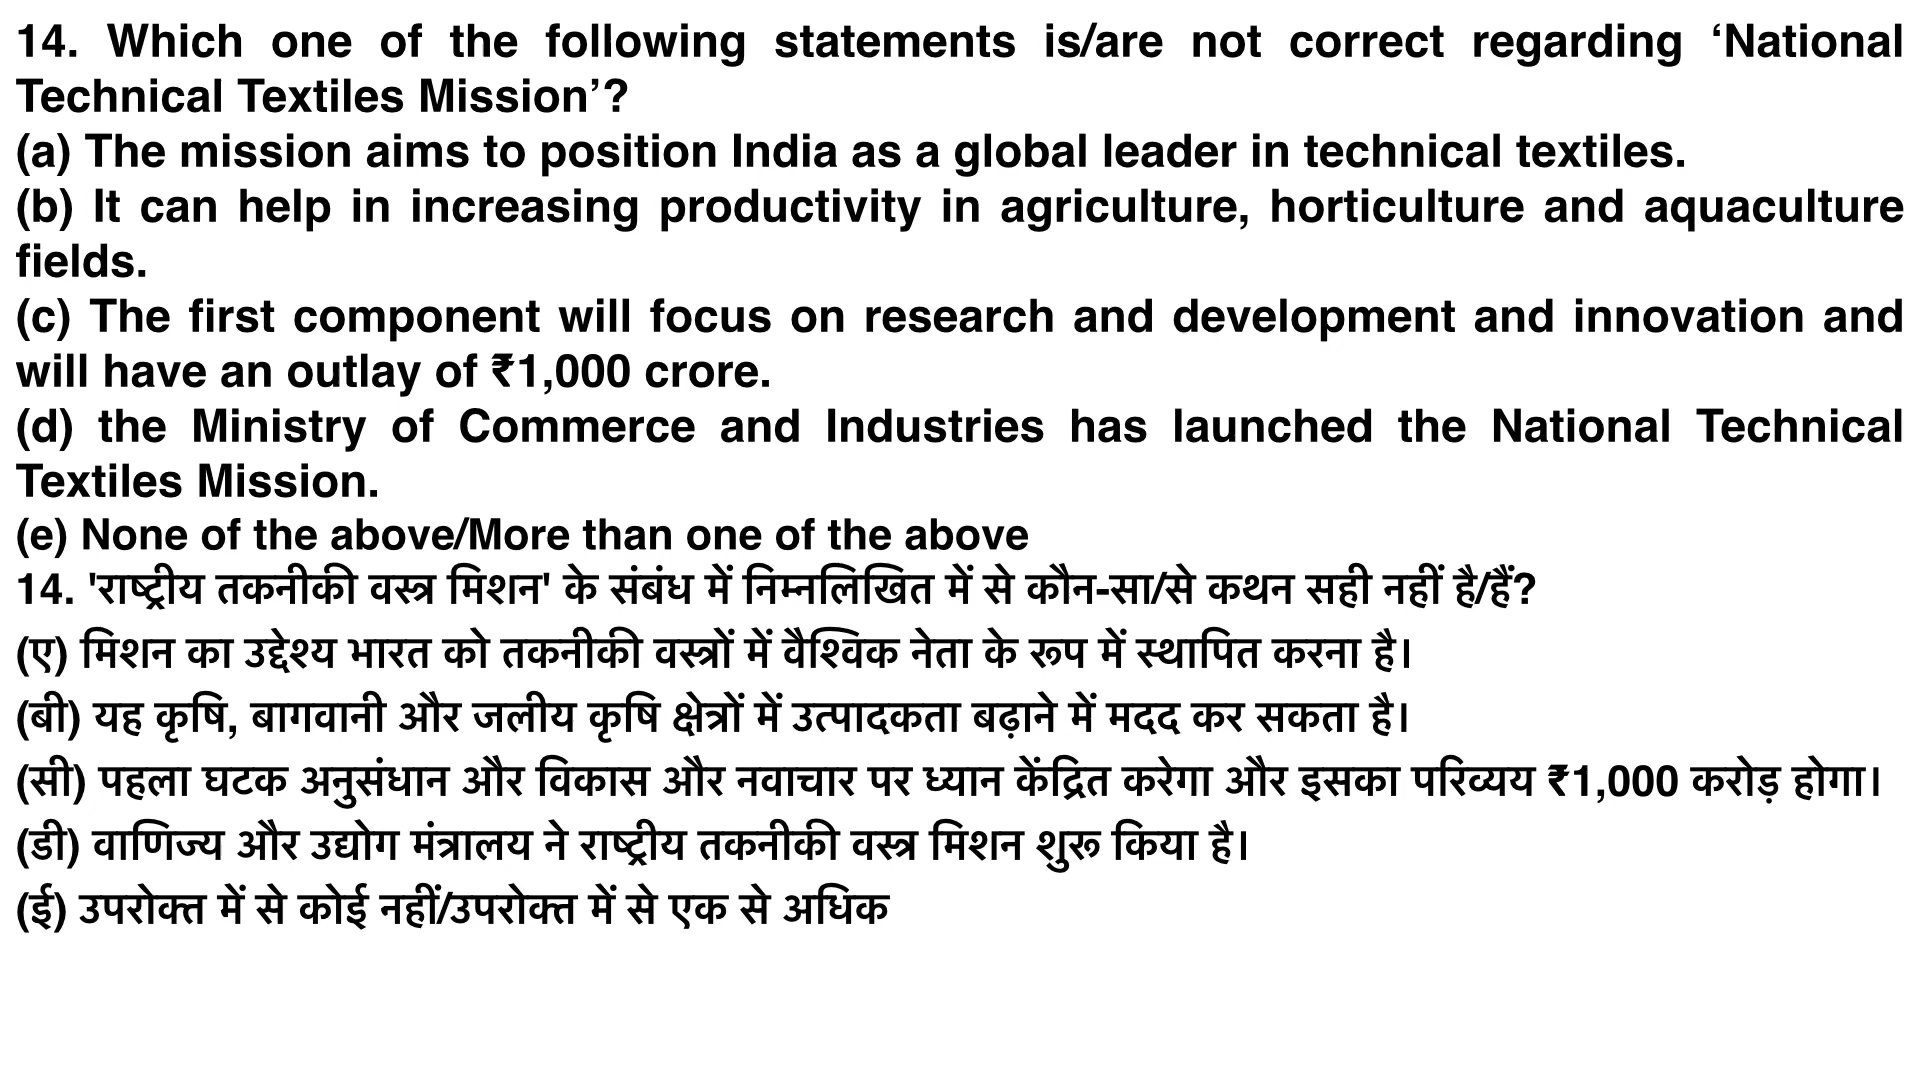 14. Which one of the following statements is/are not correct regarding ‘National
Technical Textiles Mission’?
(a) The mission aims to position India as a global leader in technical textiles.
(b) It can help in increasing productivity in agriculture, horticulture and aquaculture
fields.
(c) The first component will focus on research and development and innovation and
will have an outlay of ₹1,000 crore.
(d) the Ministry of Commerce and Industries has launched the National Technical
Textiles Mission.
(e) None of the above/More than one of the above
14. 'राष्ट्रीय तकनीकी वस्त्र मिशन' के संबंध में निम्नलिखित में से कौन-सा/से कथन सही नहीं है/हैं?
(ए) मिशन का उद्देश्य भारत को तकनीकी वस्त्रों में वैश्विक नेता के रूप में स्थापित करना है।
(बी) यह कृषि, बागवानी और जलीय कृषि क्षेत्रों में उत्पादकता बढ़ाने में मदद कर सकता है।
(सी) पहला घटक अनुसंधान और विकास और नवाचार पर ध्यान केंद्रित करेगा और इसका परिव्यय ₹1,000 करोड़ होगा।
(डी) वाणिज्य और उद्योग मंत्रालय ने राष्ट्रीय तकनीकी वस्त्र मिशन शुरू किया है।
(ई) उपरोक्त में से कोई नहीं/उपरोक्त में से एक से अधिक